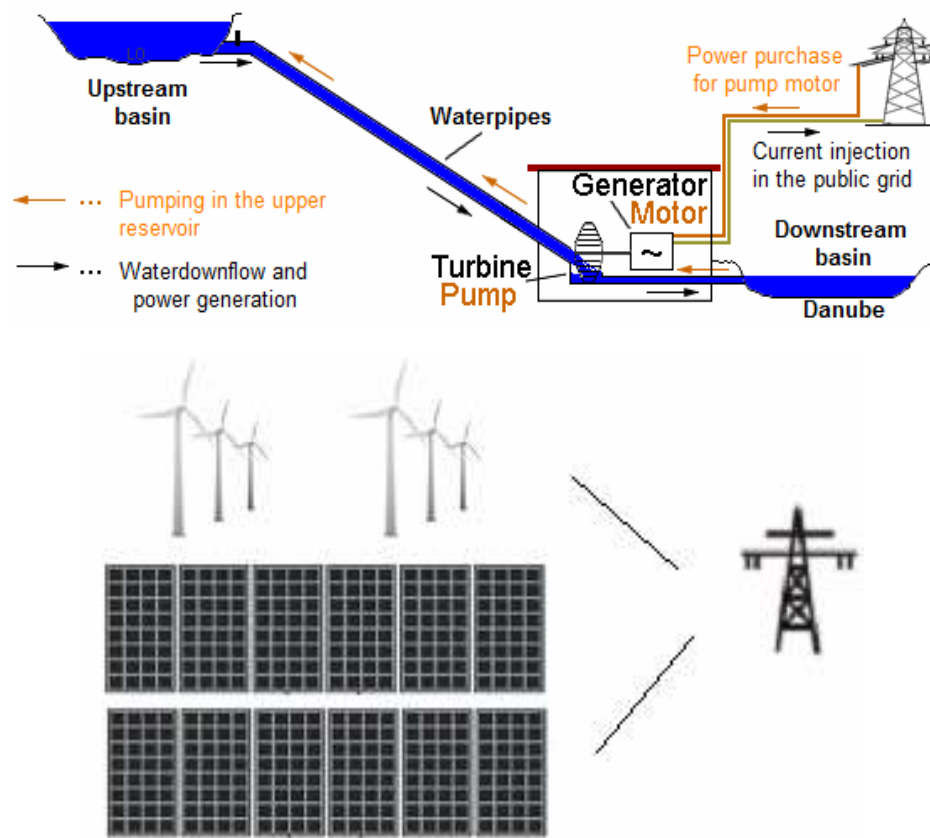 Upstream
basin
Waterpipes
Power purchase
for pump motor
Current injection
in the public grid
... Pumping in the upper
reservoir
... Waterdownflow and
power generation
Generator
Motor
~
Turbine
Pump
Downstream
basin
Danube